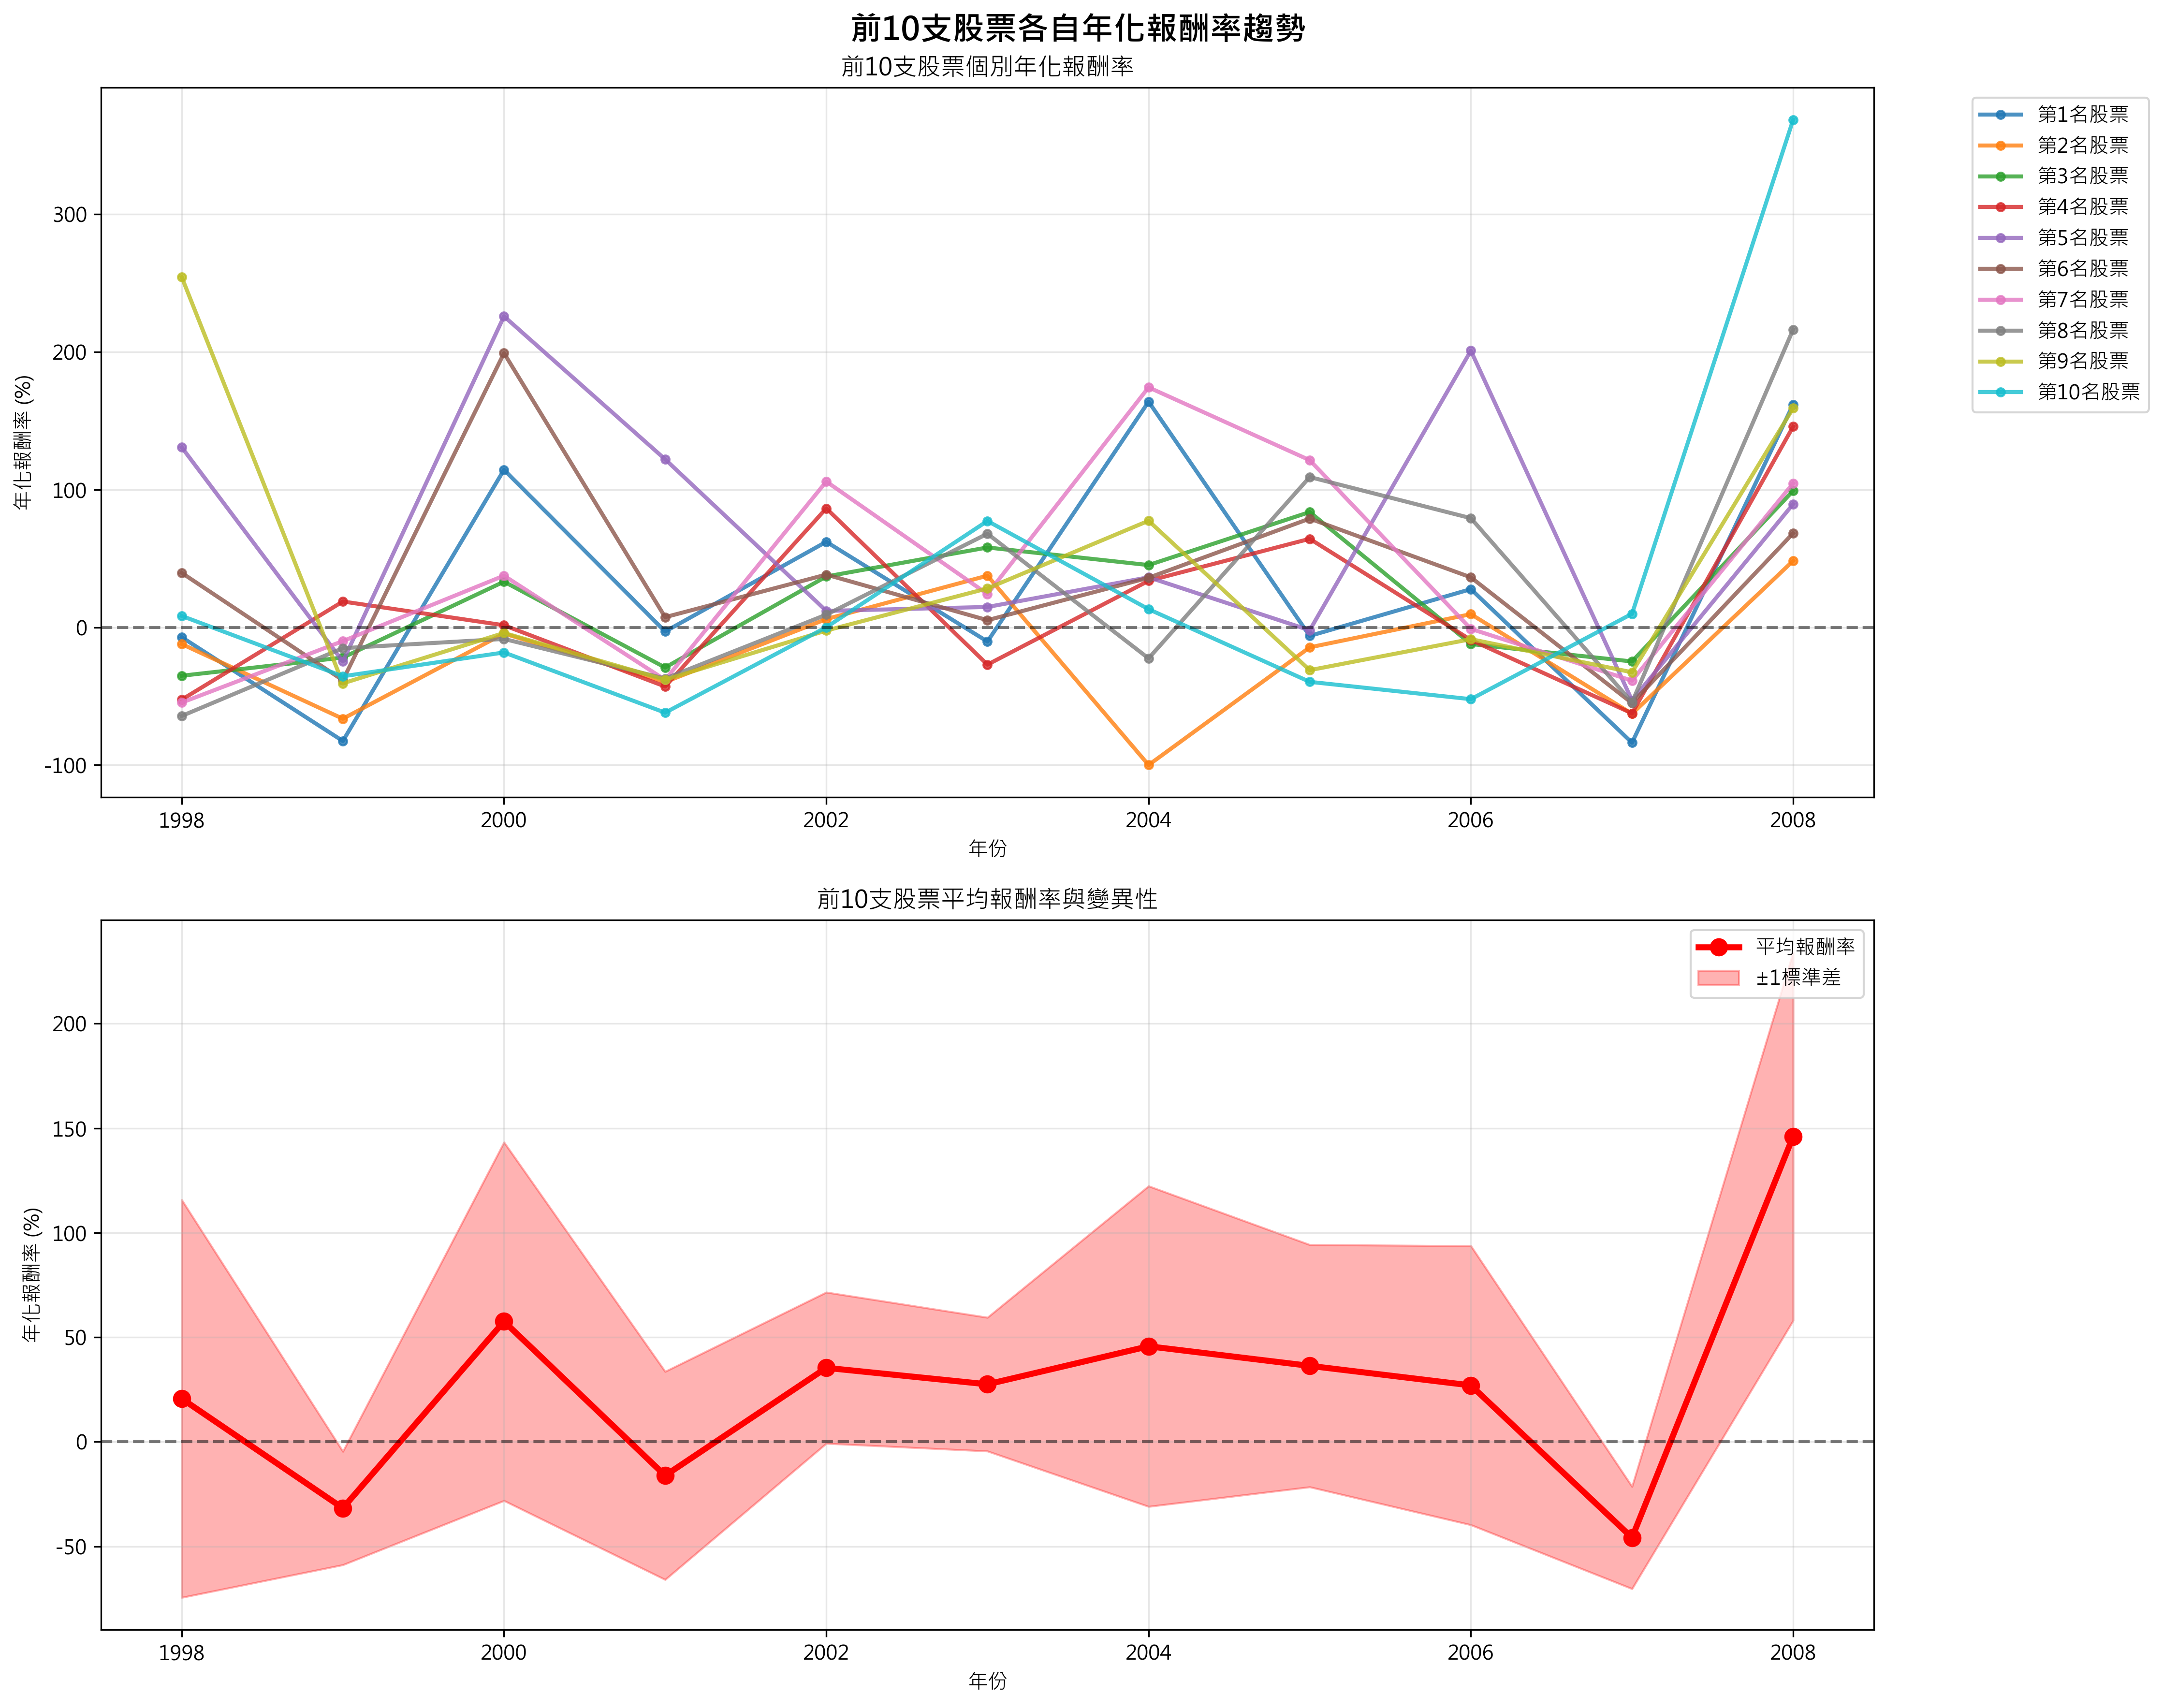 前10支股票各自年化報酬率趨勢
前10支股票個別年化報酬率
年化報酬率 (%)
300
200
100
0
-100
1998
2000
2002
2004
2006
2008
年份
第1名股票
第2名股票
第3名股票
第4名股票
第5名股票
第6名股票
第7名股票
第8名股票
第9名股票
第10名股票
前10支股票平均報酬率與變異性
年化報酬率 (%)
200
150
100
50
0
-50
1998
2000
2002
2004
2006
2008
年份
平均報酬率
±1標準差